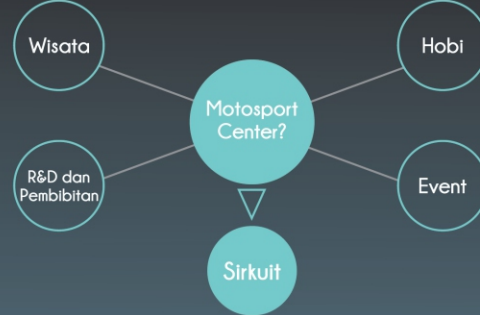 Wisata
Hobi
Motosport
Center?
R&D dan
Pembibitan
Event
Sirkuit